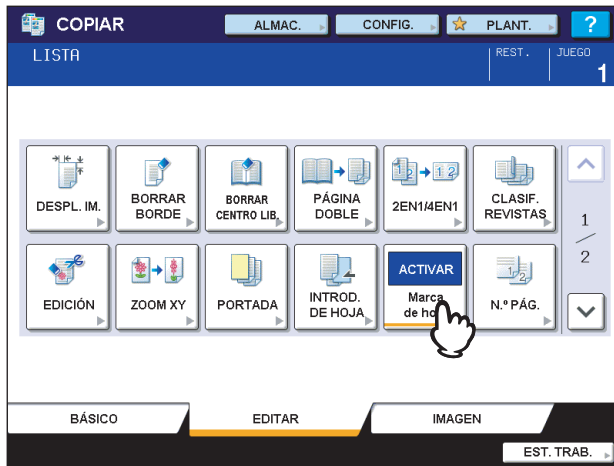 COPIAR
ALMAC.
CONFIG.
PLANT.
?
LISTA
REST.
JUEGO
1
DESPL. IM.
BORRAR
BORDE
BORRAR
CENTRO LIB.
PÁGINA
DOBLE
2EN1/4EN1
CLASIF.
REVISTAS
1
2
EDICIÓN
ZOOM XY
PORTADA
INTROD.
DE HOJA
ACTIVAR
Marca
de
N.º PÁG.
BÁSICO
EDITAR
IMAGEN
EST. TRAB.